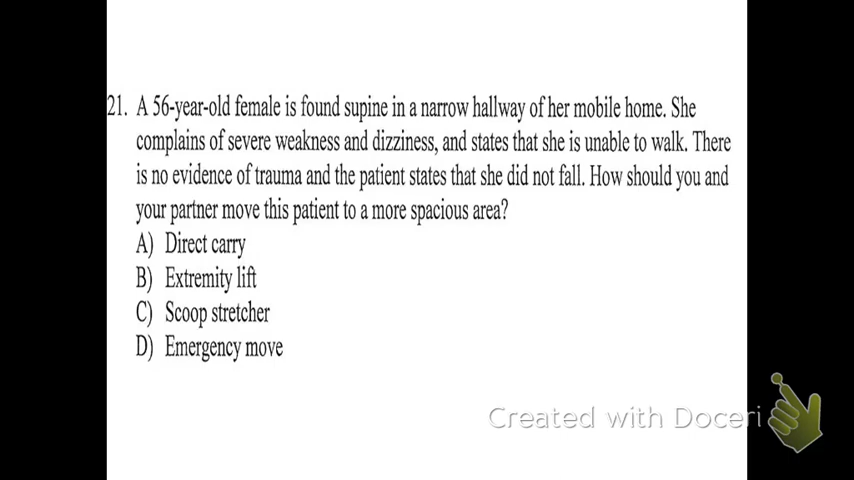 21. A 56-year-old female is found supine in a narrow hallway of her mobile home. She
complains of severe weakness and dizziness, and states that she is unable to walk. There
is no evidence of trauma and the patient states that she did not fall. How should you and
your partner move this patient to a more spacious area?
A) Direct carry
B) Extremity lift
C) Scoop stretcher
D) Emergency move
Created with Doceri